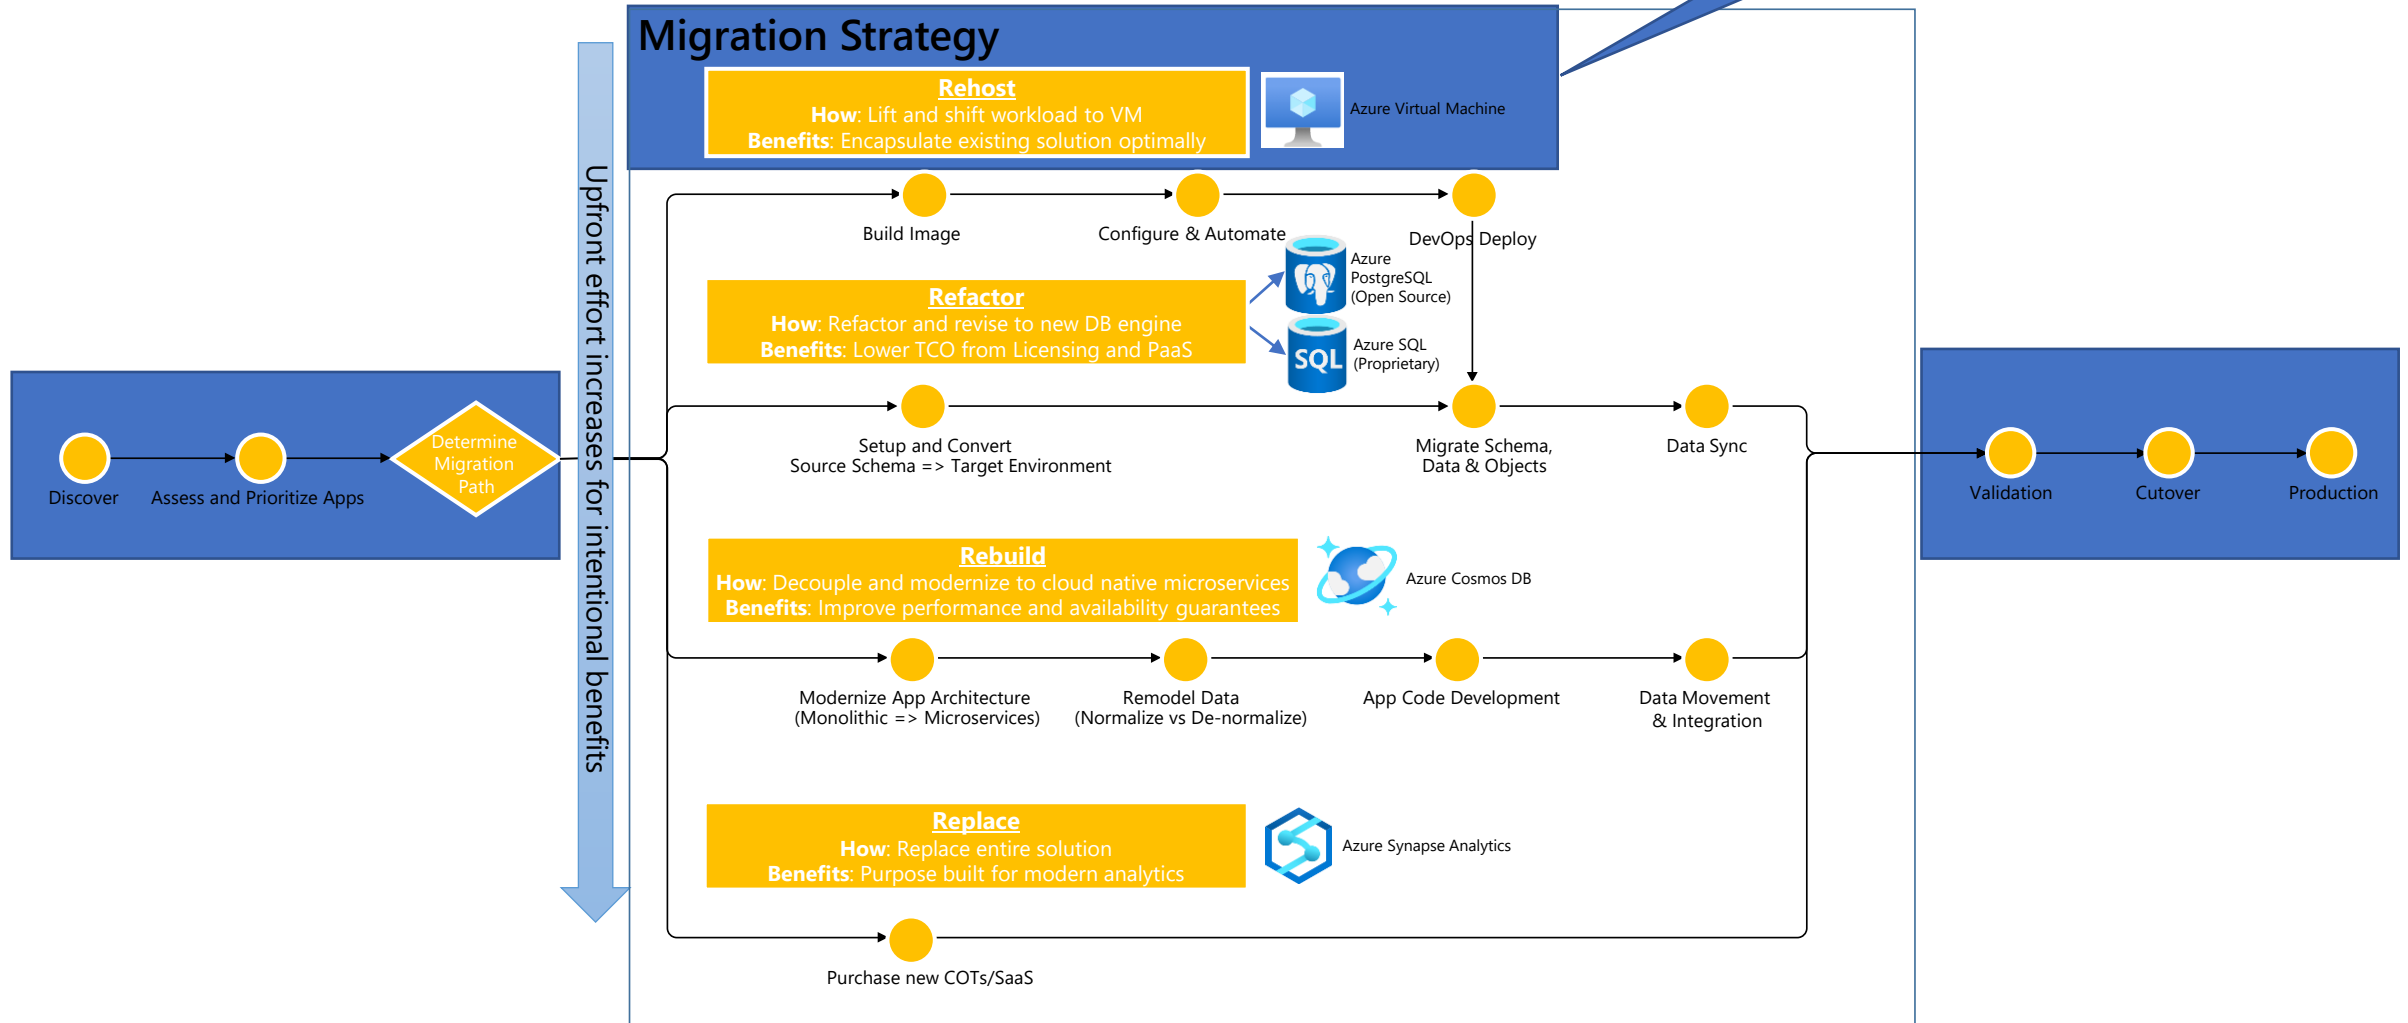 Migration Strategy
Rehost
How: Lift and shift workload to VM
Benefits: Encapsulate existing solution optimally
Azure Virtual Machine
Build Image
Configure & Automate
DevOps Deploy
Refactor
How: Refactor and revise to new DB engine
Benefits: Lower TCO from Licensing and PaaS
Azure
PostgreSQL
(Open Source)
SQL
Azure SQL
(Proprietary)
Upfront effort increases for intentional benefits
Discover
Assess and Prioritize Apps
Determine
Migration
Path
Setup and Convert
Source Schema => Target Environment
Migrate Schema,
Data & Objects
Data Sync
Validation
Cutover
Production
Rebuild
How: Decouple and modernize to cloud native microservices
Benefits: Improve performance and availability guarantees
Azure Cosmos DB
Modernize App Architecture
(Monolithic => Microservices)
Remodel Data
(Normalize vs De-normalize)
App Code Development
Data Movement
& Integration
Replace
How: Replace entire solution
Benefits: Purpose built for modern analytics
Azure Synapse Analytics
Purchase new COTs/SaaS